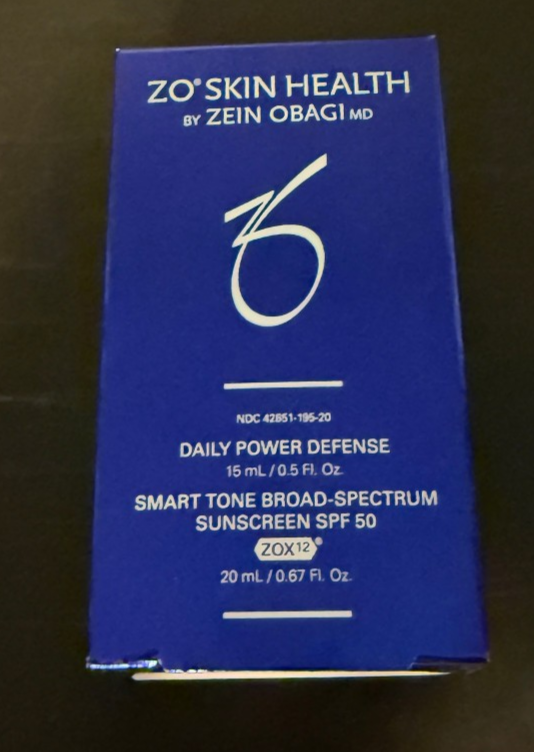 ZO® SKIN HEALTH
BY ZEIN OBAGI MD
NDC 42851-195-20
DAILY POWER DEFENSE
15 mL / 0.5 Fl. Oz.
SMART TONE BROAD-SPECTRUM
SUNSCREEN SPF 50
ZOX12®
20 mL / 0.67 Fl. Oz.